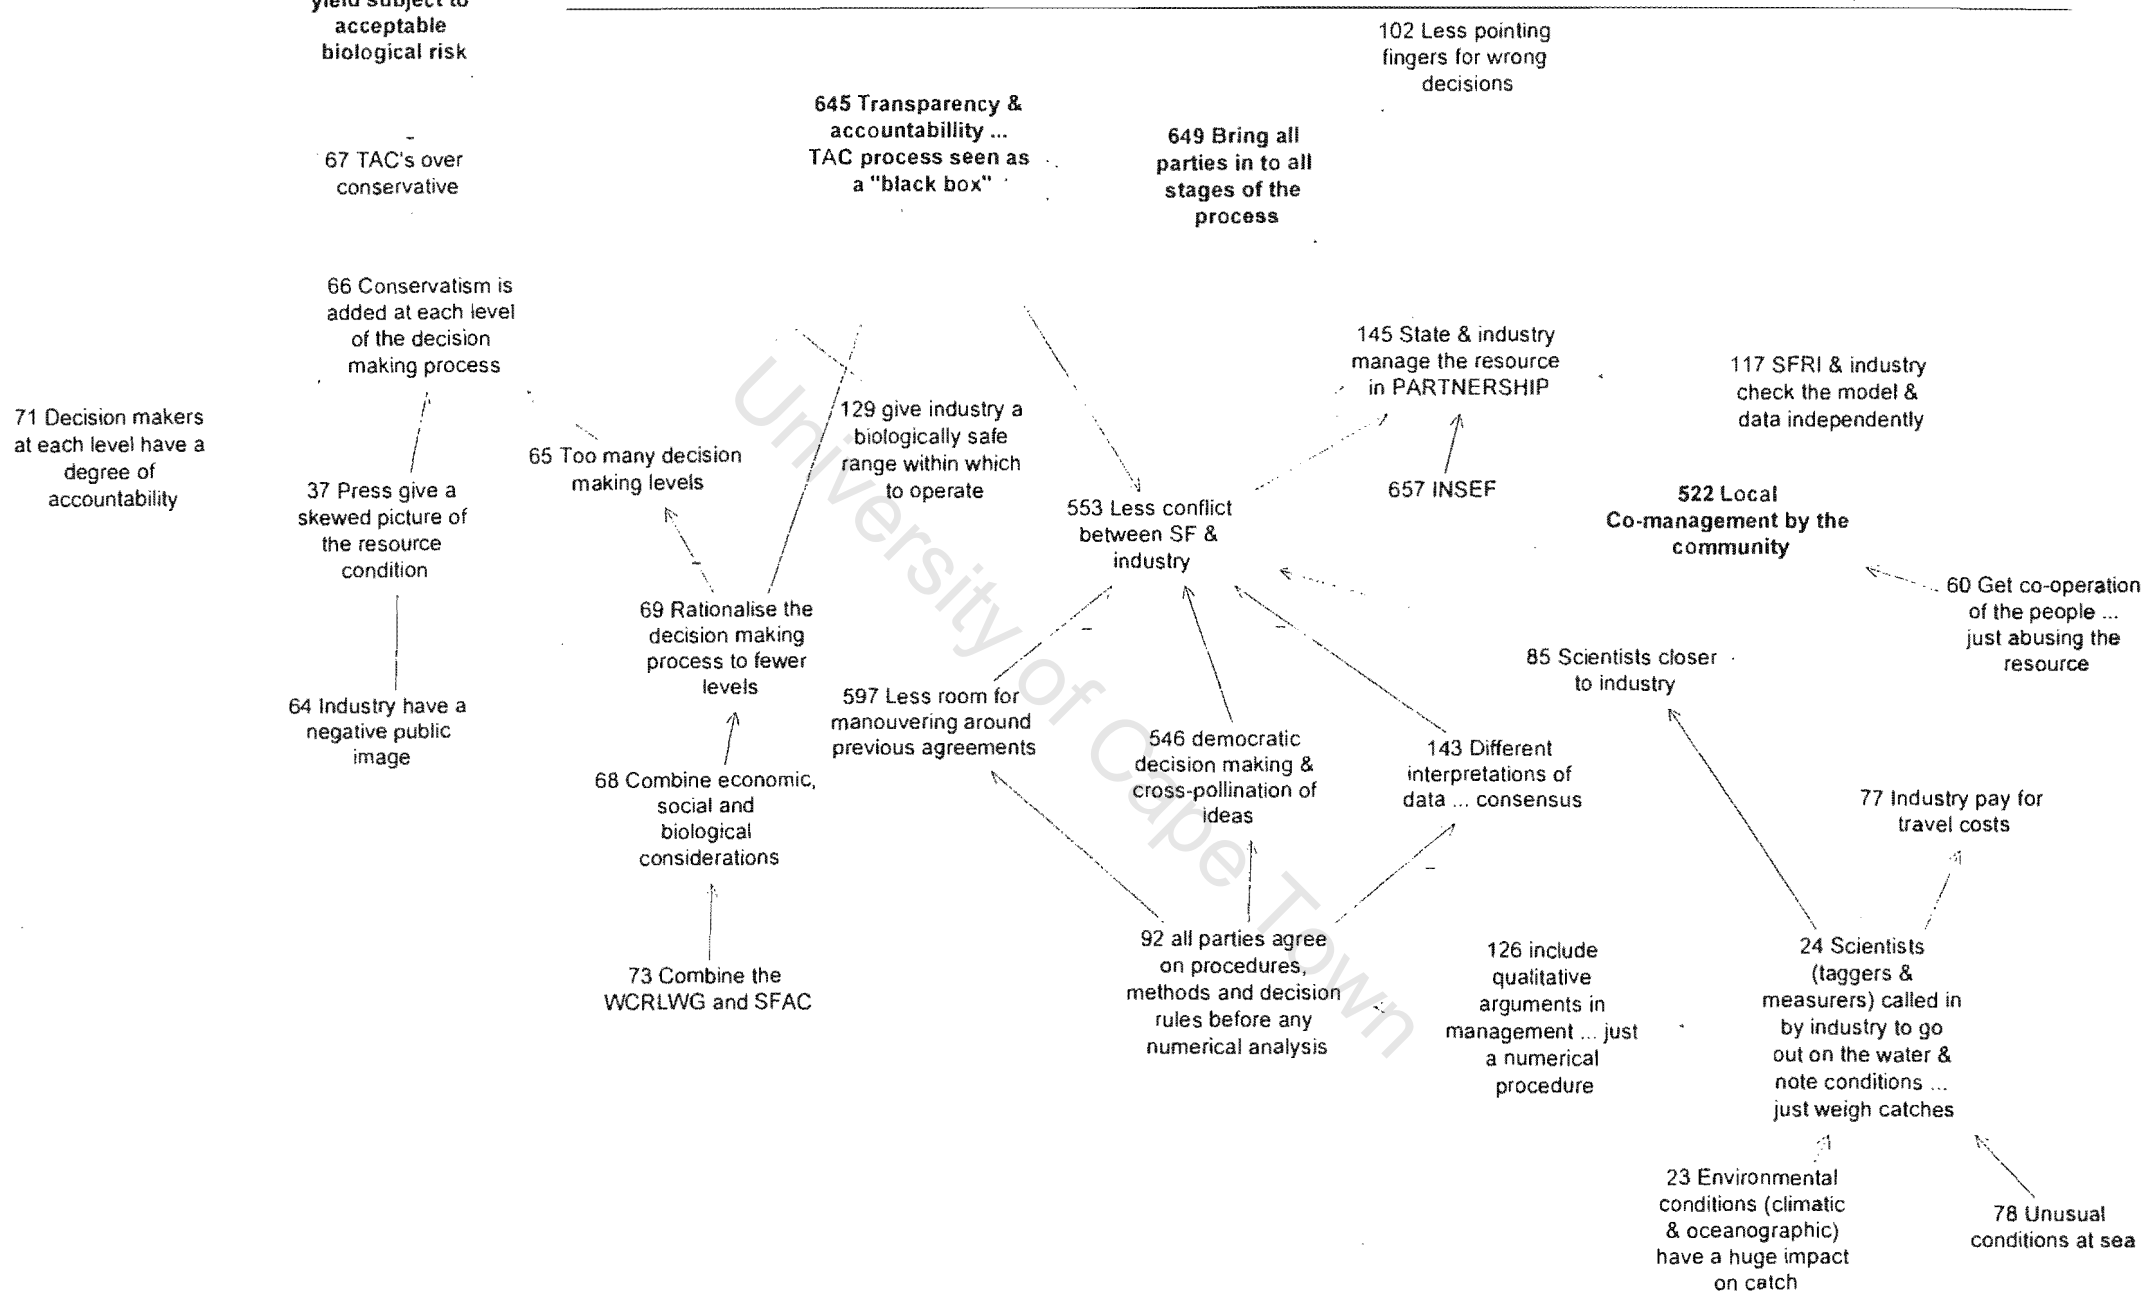 yield subject to
acceptable
biological risk
102 Less pointing
fingers for wrong
decisions
645 Transparency &
accountabillity ...
TAC process seen as
a "black box"
649 Bring all
parties in to all
stages of the
process
67 TAC's over
conservative
66 Conservatism is
added at each level
of the decision
making process
145 State & industry
manage the resource
in PARTNERSHIP
117 SFRI & industry
check the model &
data independently
71 Decision makers
at each level have a
degree of
accountability
129 give industry a
biologically safe
range within which
to operate
65 Too many decision
making levels
37 Press give a
skewed picture of
the resource
condition
657 INSEF
522 Local
Co-management by the
community
553 Less conflict
between SF &
industry
60 Get co-operation
of the people ...
just abusing the
resource
69 Rationalise the
decision making
process to fewer
levels
85 Scientists closer
to industry
64 Industry have a
negative public
image
597 Less room for
manouvering around
previous agreements
546 democratic
decision making &
cross-pollination of
ideas
143 Different
interpretations of
data ... consensus
68 Combine economic,
social and
biological
considerations
77 Industry pay for
travel costs
92 all parties agree
on procedures,
methods and decision
rules before any
numerical analysis
126 include
qualitative
arguments in
management ... just
a numerical
procedure
24 Scientists
(taggers &
measurers) called in
by industry to go
out on the water &
note conditions ...
just weigh catches
73 Combine the
WCRLWG and SFAC
23 Environmental
conditions (climatic
& oceanographic)
have a huge impact
on catch
78 Unusual
conditions at sea
University of Cape Town